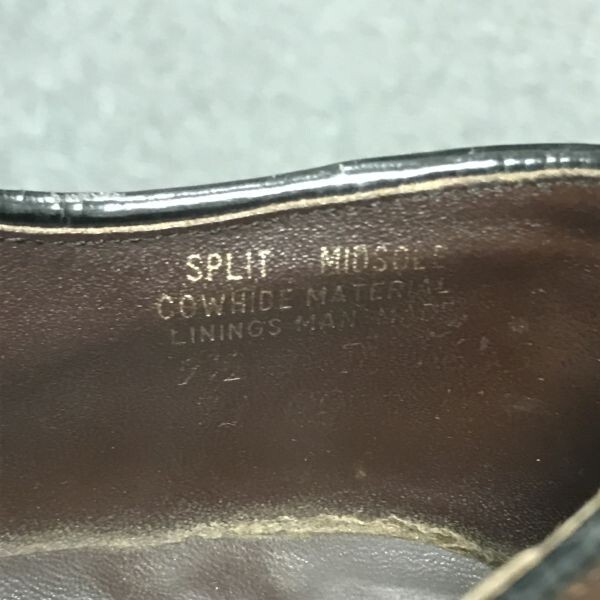 SPLIT MIDSOLE
COWHIDE MATERIAL
LININGS MAN MADE